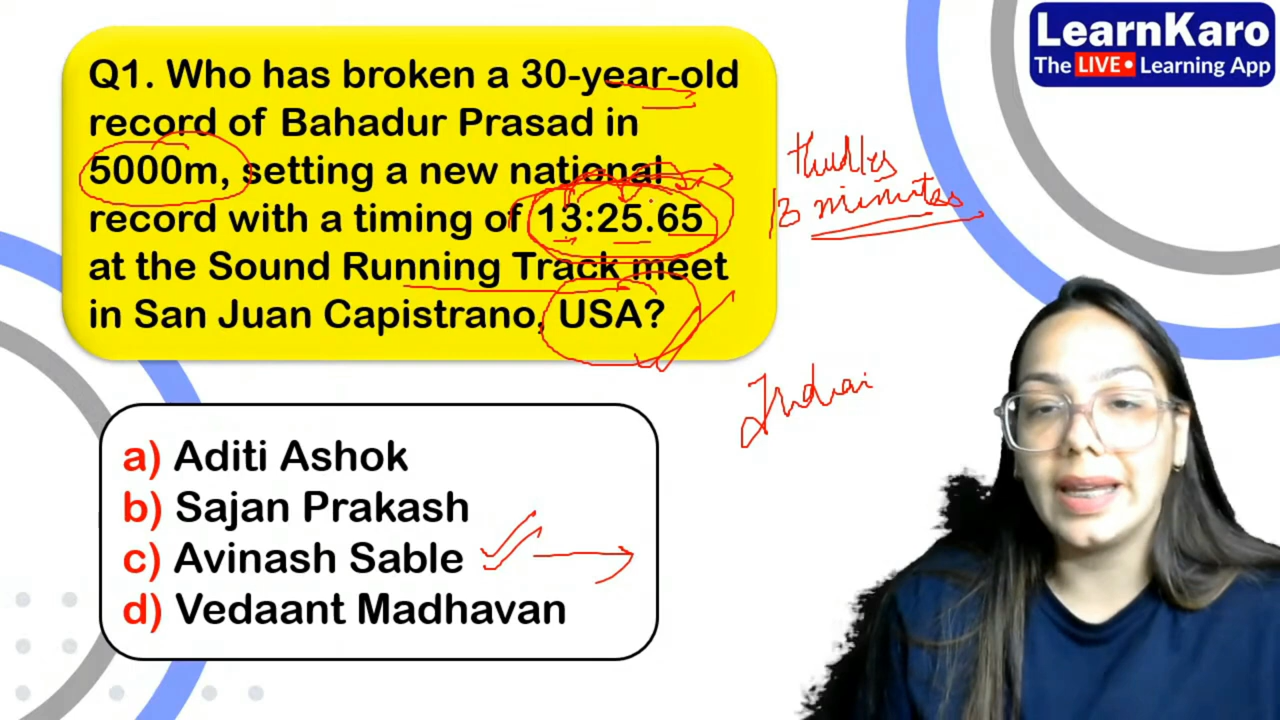 LearnKaro
The LIVE • Learning App
Q1. Who has broken a 30-year-old
record of Bahadur Prasad in
5000m, setting a new national
record with a timing of 13:25.65
at the Sound Running Track meet
in San Juan Capistrano, USA?
13 minutes
a) Aditi Ashok
b) Sajan Prakash
c) Avinash Sable
d) Vedaant Madhavan